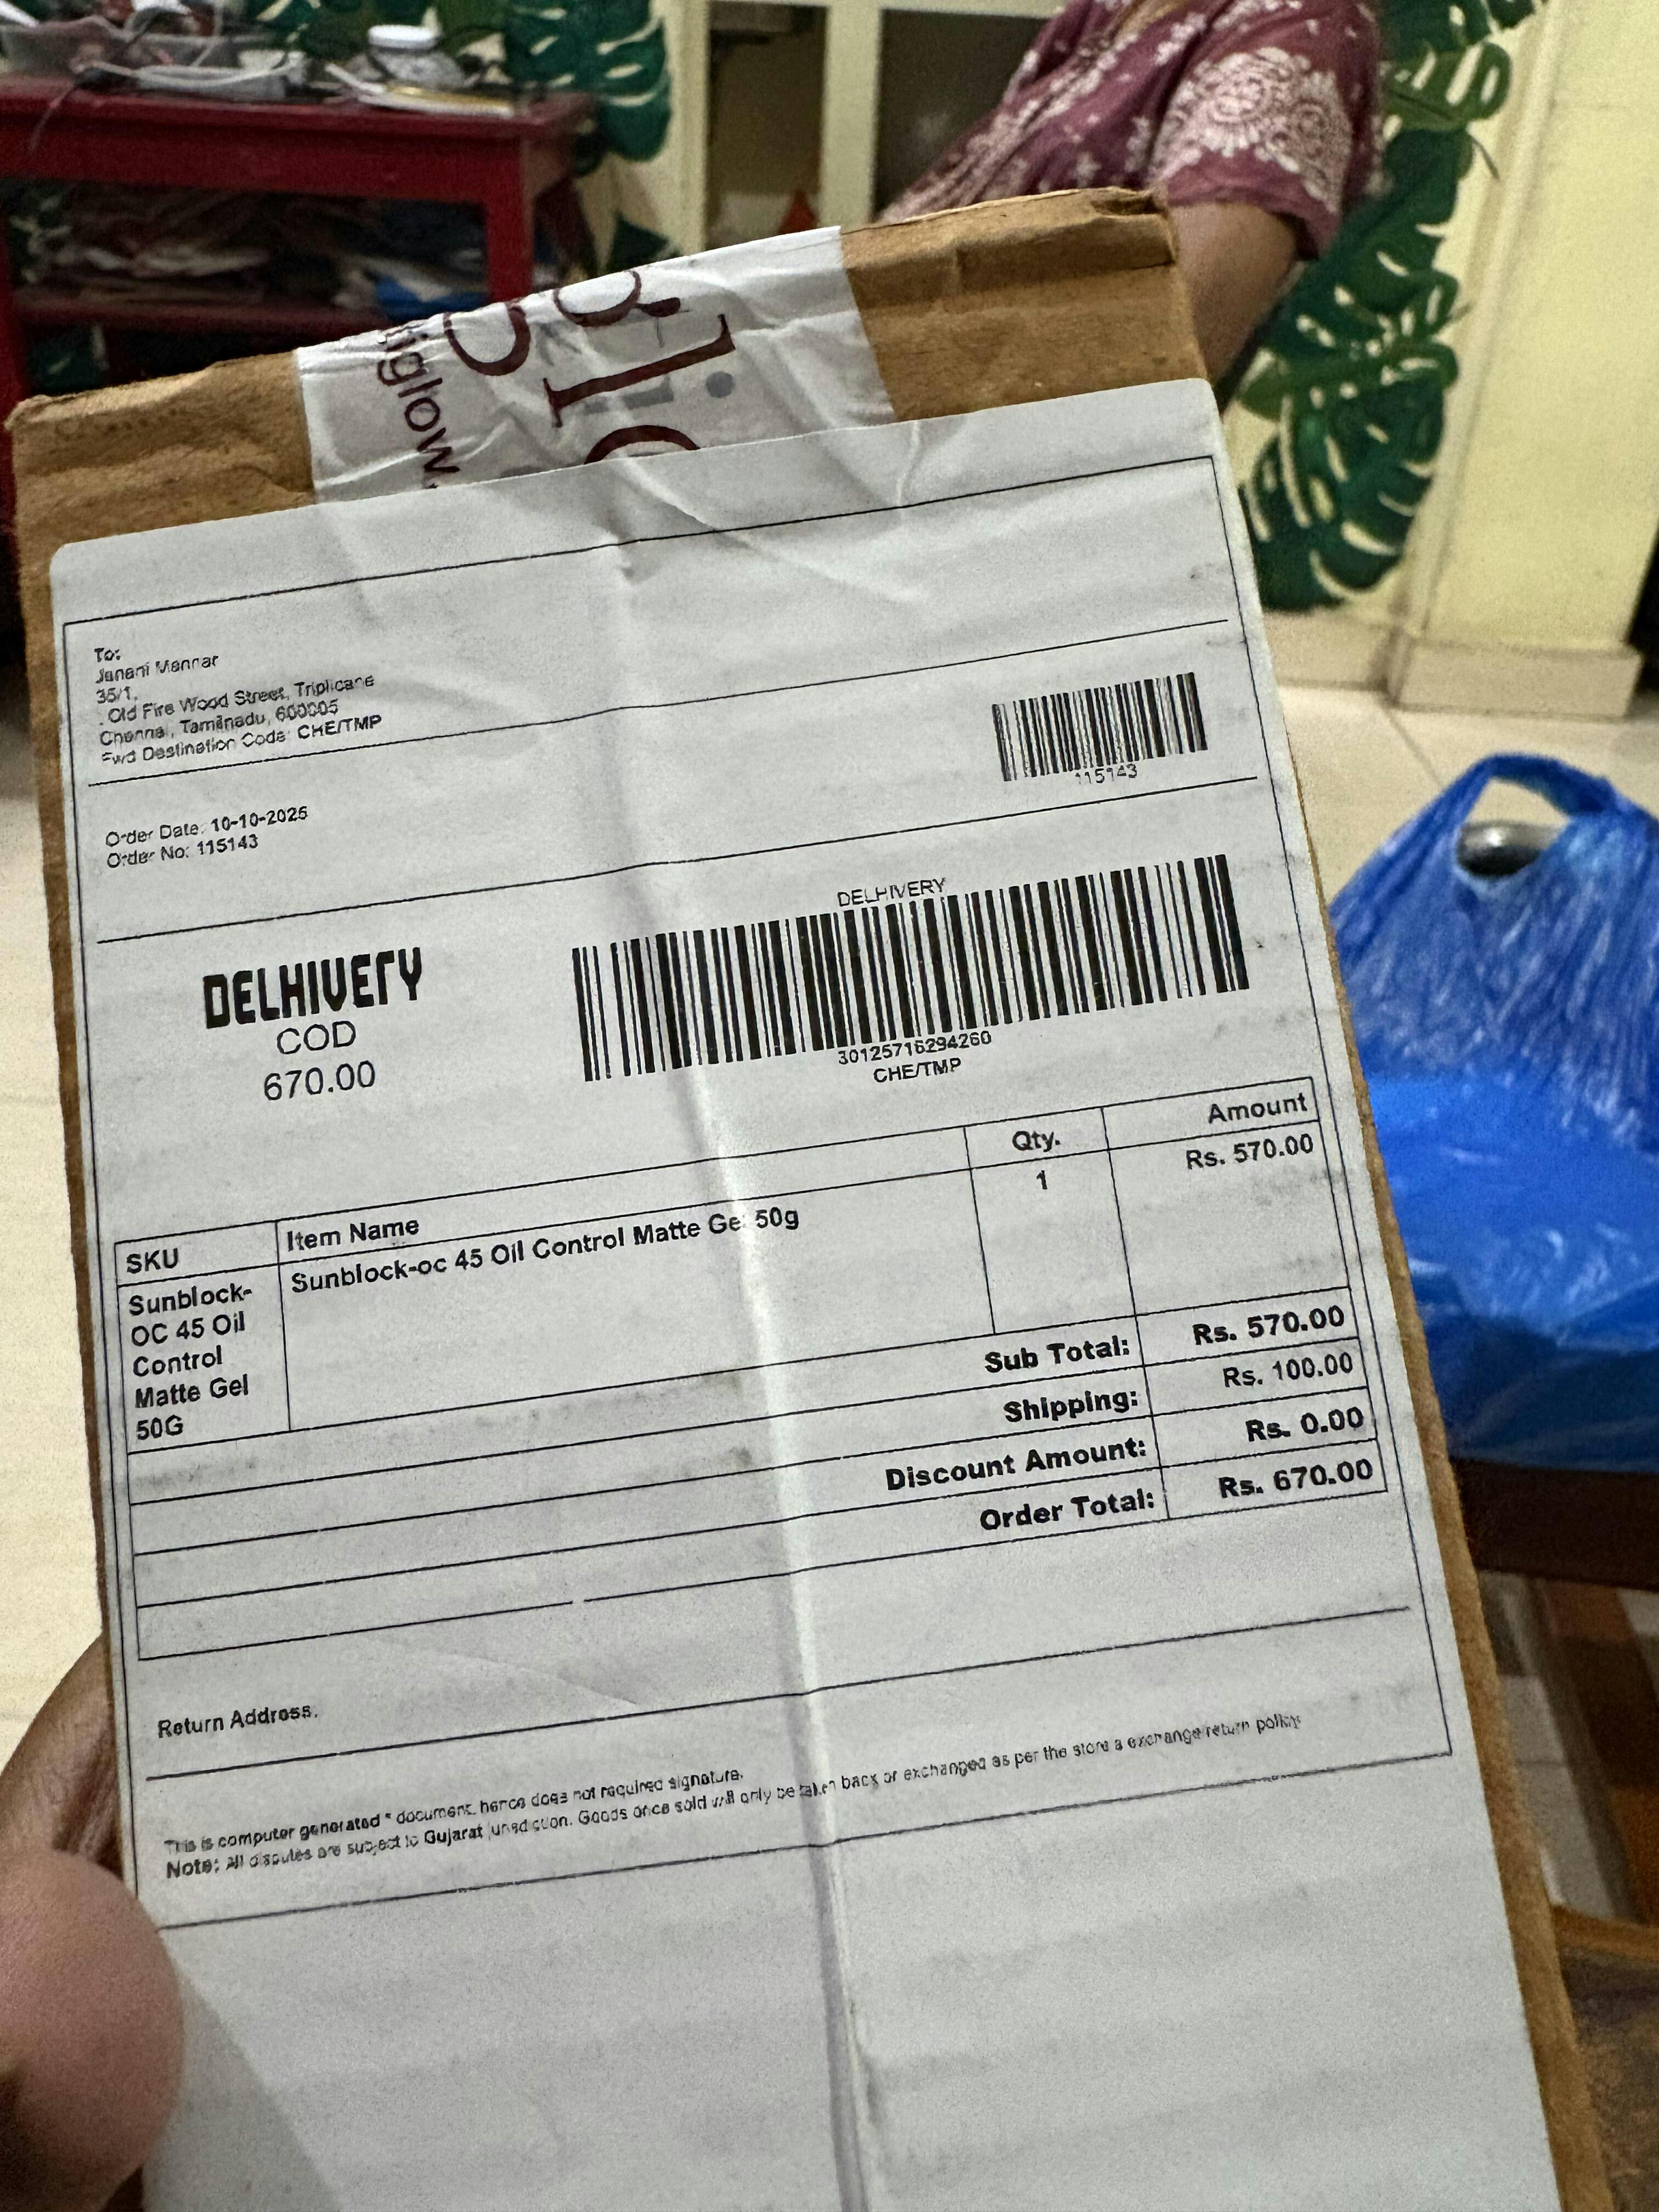 iglow.
To:
Janani Mannar
35/1,
, Old Fire Wood Street, Triplicane
Chennai, Tamilnadu, 600005
Fwd Destination Code: CHE/TMP
115143
Order Date: 10-10-2025
Order No: 115143
DELHIVERY
DELHIVERY
COD
670.00
30125716294260
CHE/TMP
SKU Item Name Qty. Amount
Sunblock-OC 45 Oil Control Matte Gel 50G Sunblock-oc 45 Oil Control Matte Gel 50g 1 Rs. 570.00
Sub Total: Rs. 570.00
Shipping: Rs. 100.00
Discount Amount: Rs. 0.00
Order Total: Rs. 670.00
Return Address.
This is computer generated * document, hence does not required signature.
Note: All disputes are subject to Gujarat jurisdiction. Goods once sold will only be taken back or exchanged as per the store a exchange/return policy